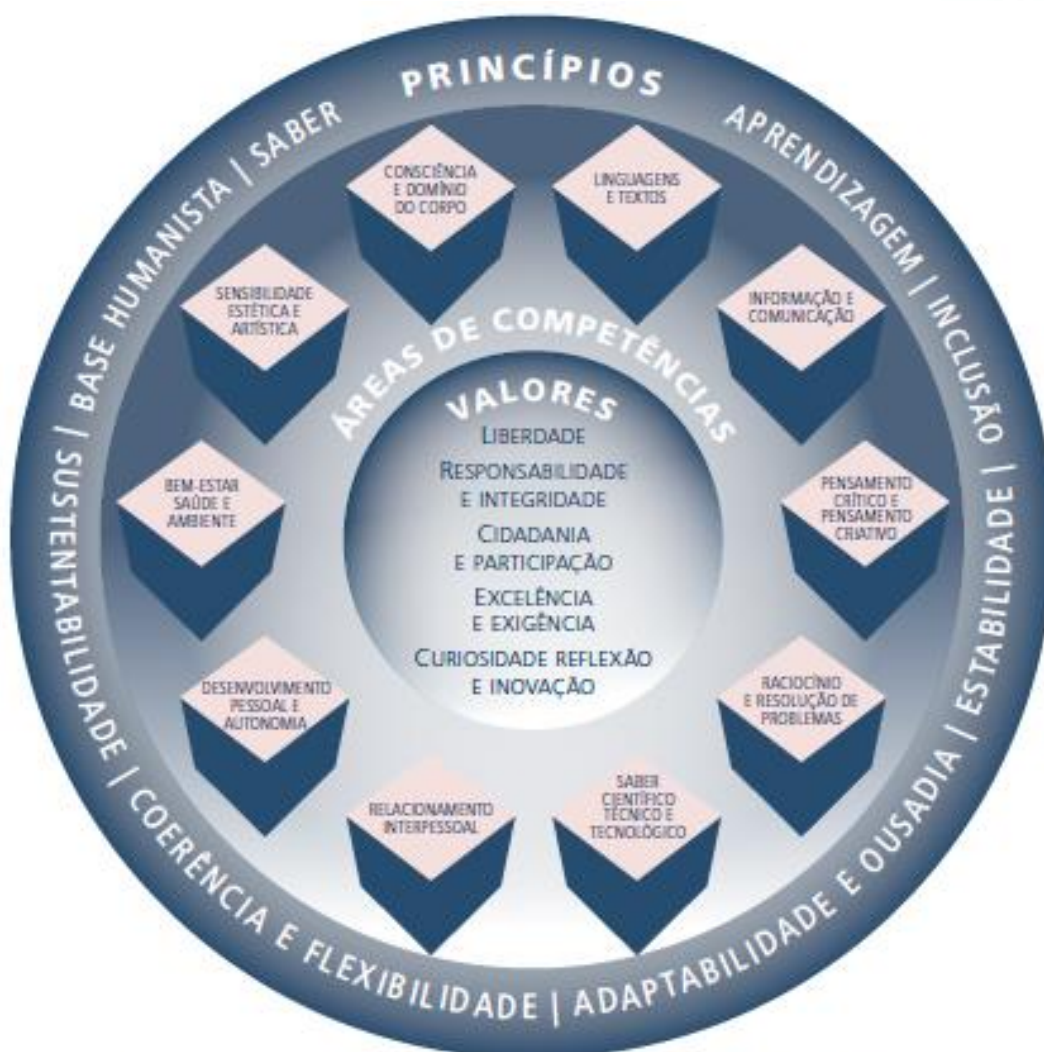 PRINCÍPIOS
BASE HUMANISTA | SABER
APRENDIZAGEM | INCLUSÃO |
ESTABILIDADE |
ADAPTABILIDADE E OUSADIA |
COERÊNCIA E FLEXIBILIDADE |
SUSTENTABILIDADE |
CONSCIÊNCIA
E DOMÍNIO
DO CORPO
LINGUAGENS
E TEXTOS
INFORMAÇÃO E
COMUNICAÇÃO
PENSAMENTO
CRÍTICO E
PENSAMENTO
CRIATIVO
RACIOCÍNIO
E RESOLUÇÃO DE
PROBLEMAS
SABER
CIENTÍFICO
TÉCNICO E
TECNOLÓGICO
RELACIONAMENTO
INTERPESSOAL
DESENVOLVIMENTO
PESSOAL E
AUTONOMIA
BEM-ESTAR
SAÚDE E
AMBIENTE
SENSIBILIDADE
ESTÉTICA E
ARTÍSTICA
ÁREAS DE COMPETÊNCIAS
VALORES
LIBERDADE
RESPONSABILIDADE
E INTEGRIDADE
CIDADANIA
E PARTICIPAÇÃO
EXCELÊNCIA
E EXIGÊNCIA
CURIOSIDADE REFLEXÃO
E INOVAÇÃO